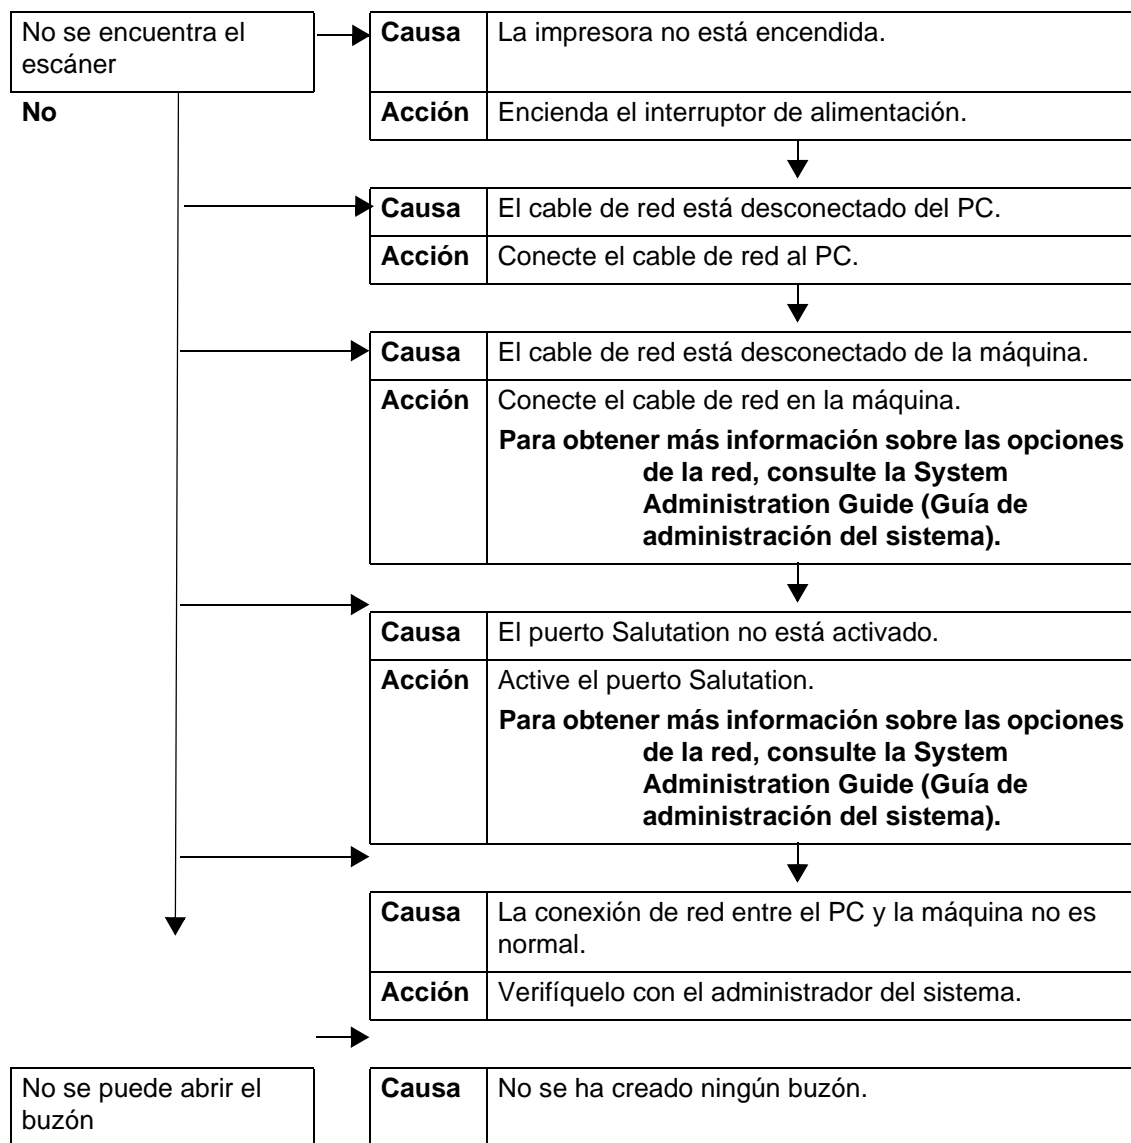 No se encuentra el
escáner
Causa
La impresora no está encendida.
No
Acción
Encienda el interruptor de alimentación.
Causa
El cable de red está desconectado del PC.
Acción
Conecte el cable de red al PC.
Causa
El cable de red está desconectado de la máquina.
Acción
Conecte el cable de red en la máquina.
Para obtener más información sobre las opciones
de la red, consulte la System
Administration Guide (Guía de
administración del sistema).
Causa
El puerto Salutation no está activado.
Acción
Active el puerto Salutation.
Para obtener más información sobre las opciones
de la red, consulte la System
Administration Guide (Guía de
administración del sistema).
Causa
La conexión de red entre el PC y la máquina no es
normal.
Acción
Verifíquelo con el administrador del sistema.
No se puede abrir el
buzón
Causa
No se ha creado ningún buzón.